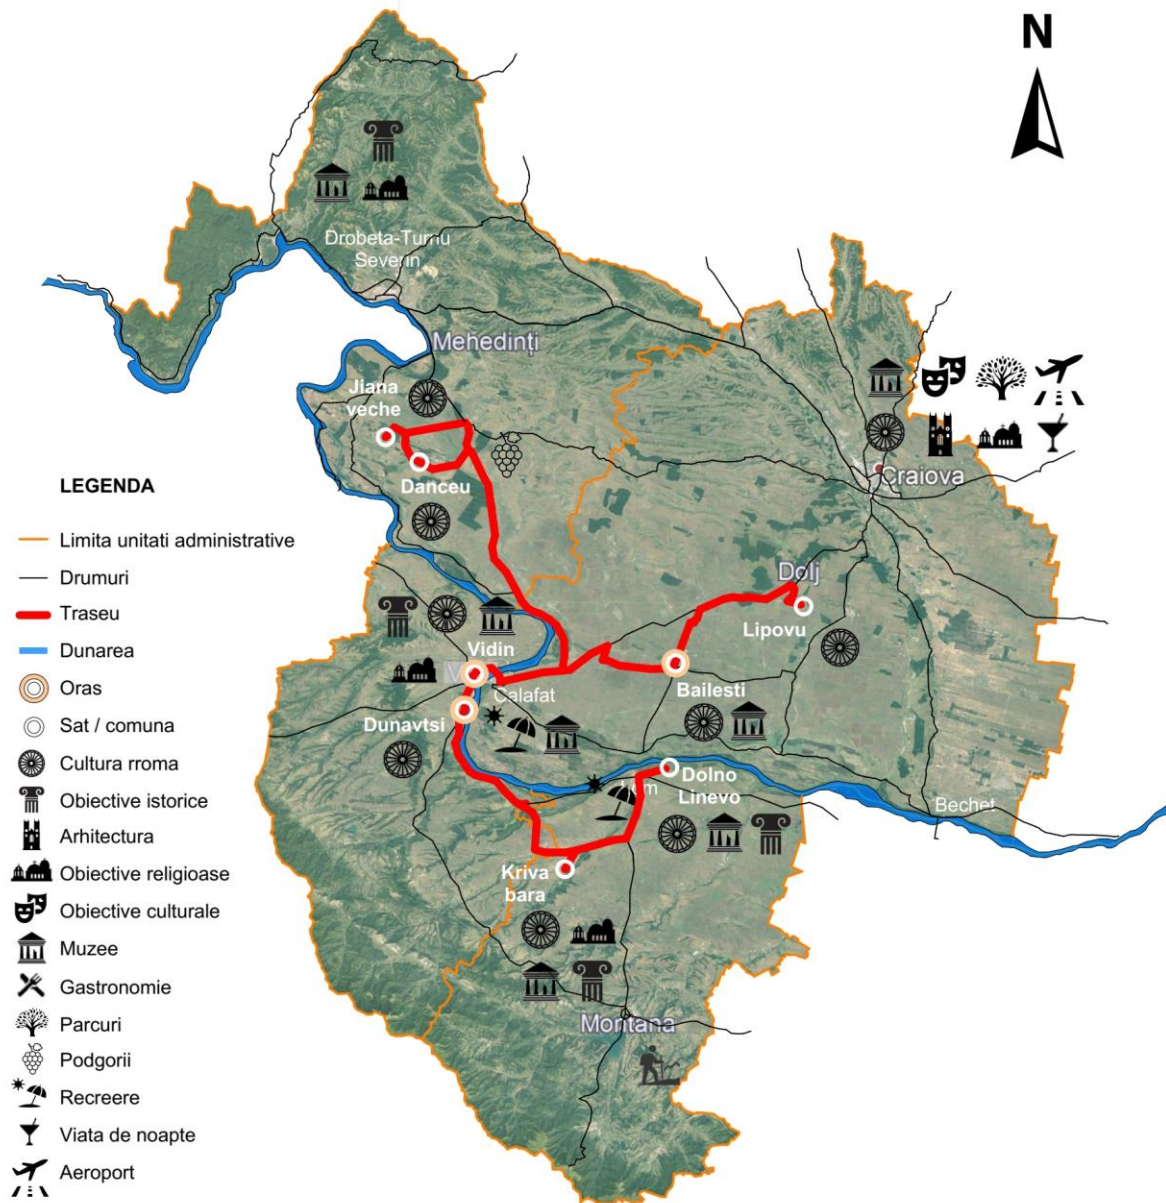 N
Drobeta-Turnu
Severin
Mehedinți
Jiana
veche
Danceu
Craiova
LEGENDA
Limita unitati administrative
Drumuri
Traseu
Dunarea
Oras
Sat / comuna
Cultura rroma
Obiective istorice
Arhitectura
Obiective religioase
Obiective culturale
Muzee
Gastronomie
Parcuri
Podgorii
Recreere
Viata de noapte
Aeroport
Dolj
Lipovu
Vidin
Calafat
Bailesti
Dunavtsi
Dolno
Linevo
Bechet
Kriva
bara
Montana